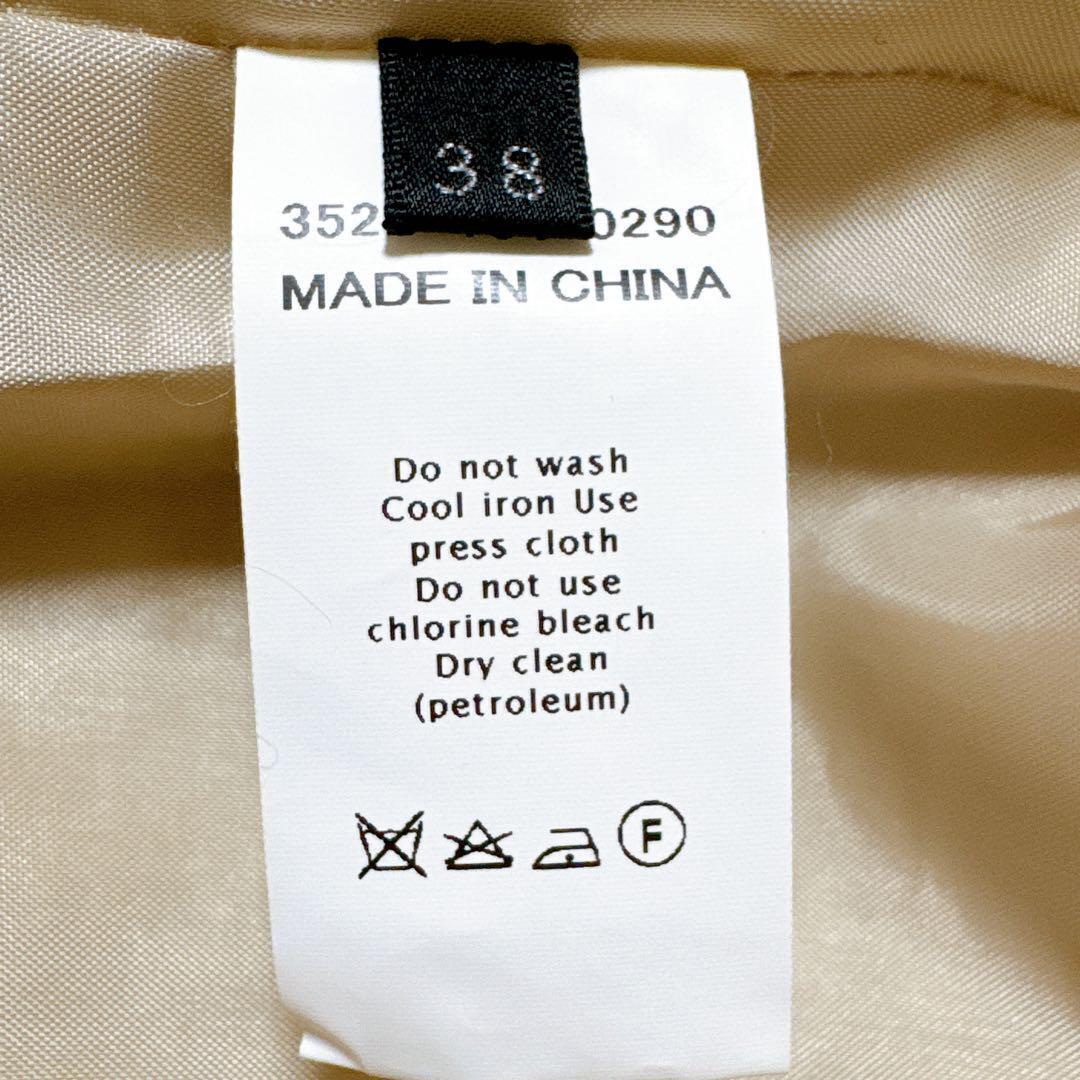 38
352 0290
MADE IN CHINA
Do not wash
Cool iron Use
press cloth
Do not use
chlorine bleach
Dry clean
(petroleum)
F